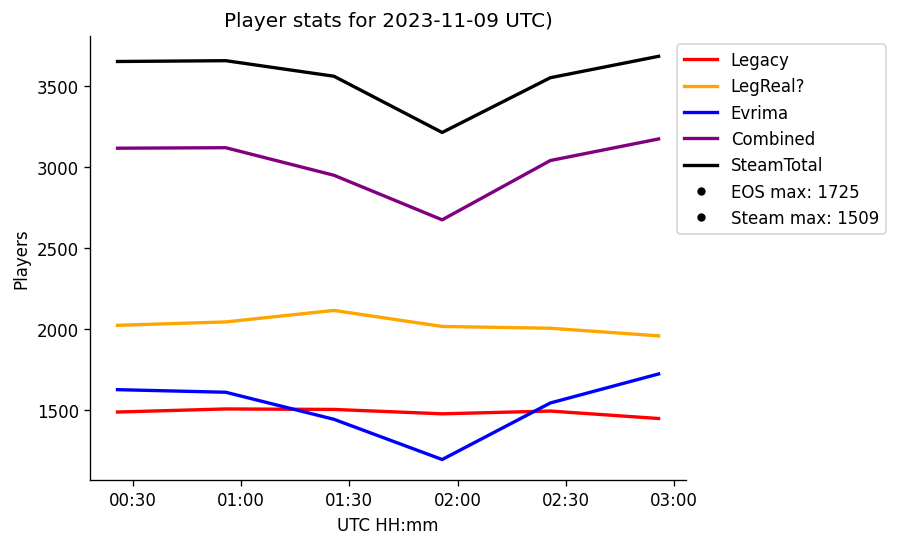 Player stats for 2023-11-09 UTC)
Legacy
LegReal?
Evrima
Combined
SteamTotal
EOS max: 1725
Steam max: 1509
Players
3500
3000
2500
2000
1500
00:30 01:00 01:30 02:00 02:30 03:00
UTC HH:mm